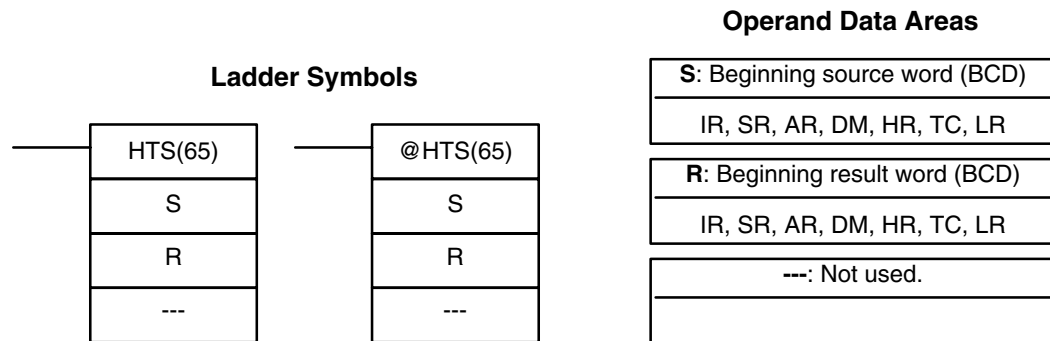 Ladder Symbols
HTS(65)
S
R
---
@HTS(65)
S
R
---
Operand Data Areas
S: Beginning source word (BCD)
IR, SR, AR, DM, HR, TC, LR
R: Beginning result word (BCD)
IR, SR, AR, DM, HR, TC, LR
---: Not used.